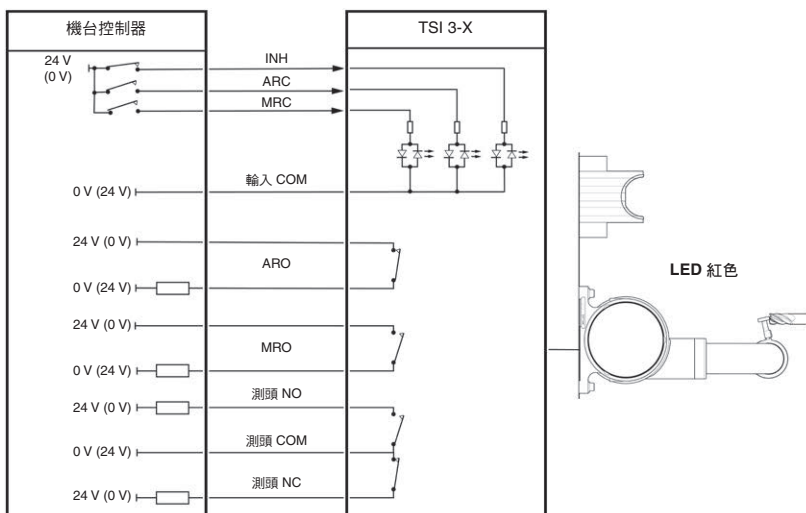 機台控制器
TSI 3-X
24 V
(0 V)
INH
ARC
MRC
輸入 COM
0 V (24 V)
24 V (0 V)
ARO
0 V (24 V)
24 V (0 V)
MRO
0 V (24 V)
測頭 NO
24 V (0 V)
測頭 COM
0 V (24 V)
測頭 NC
24 V (0 V)
LED 紅色